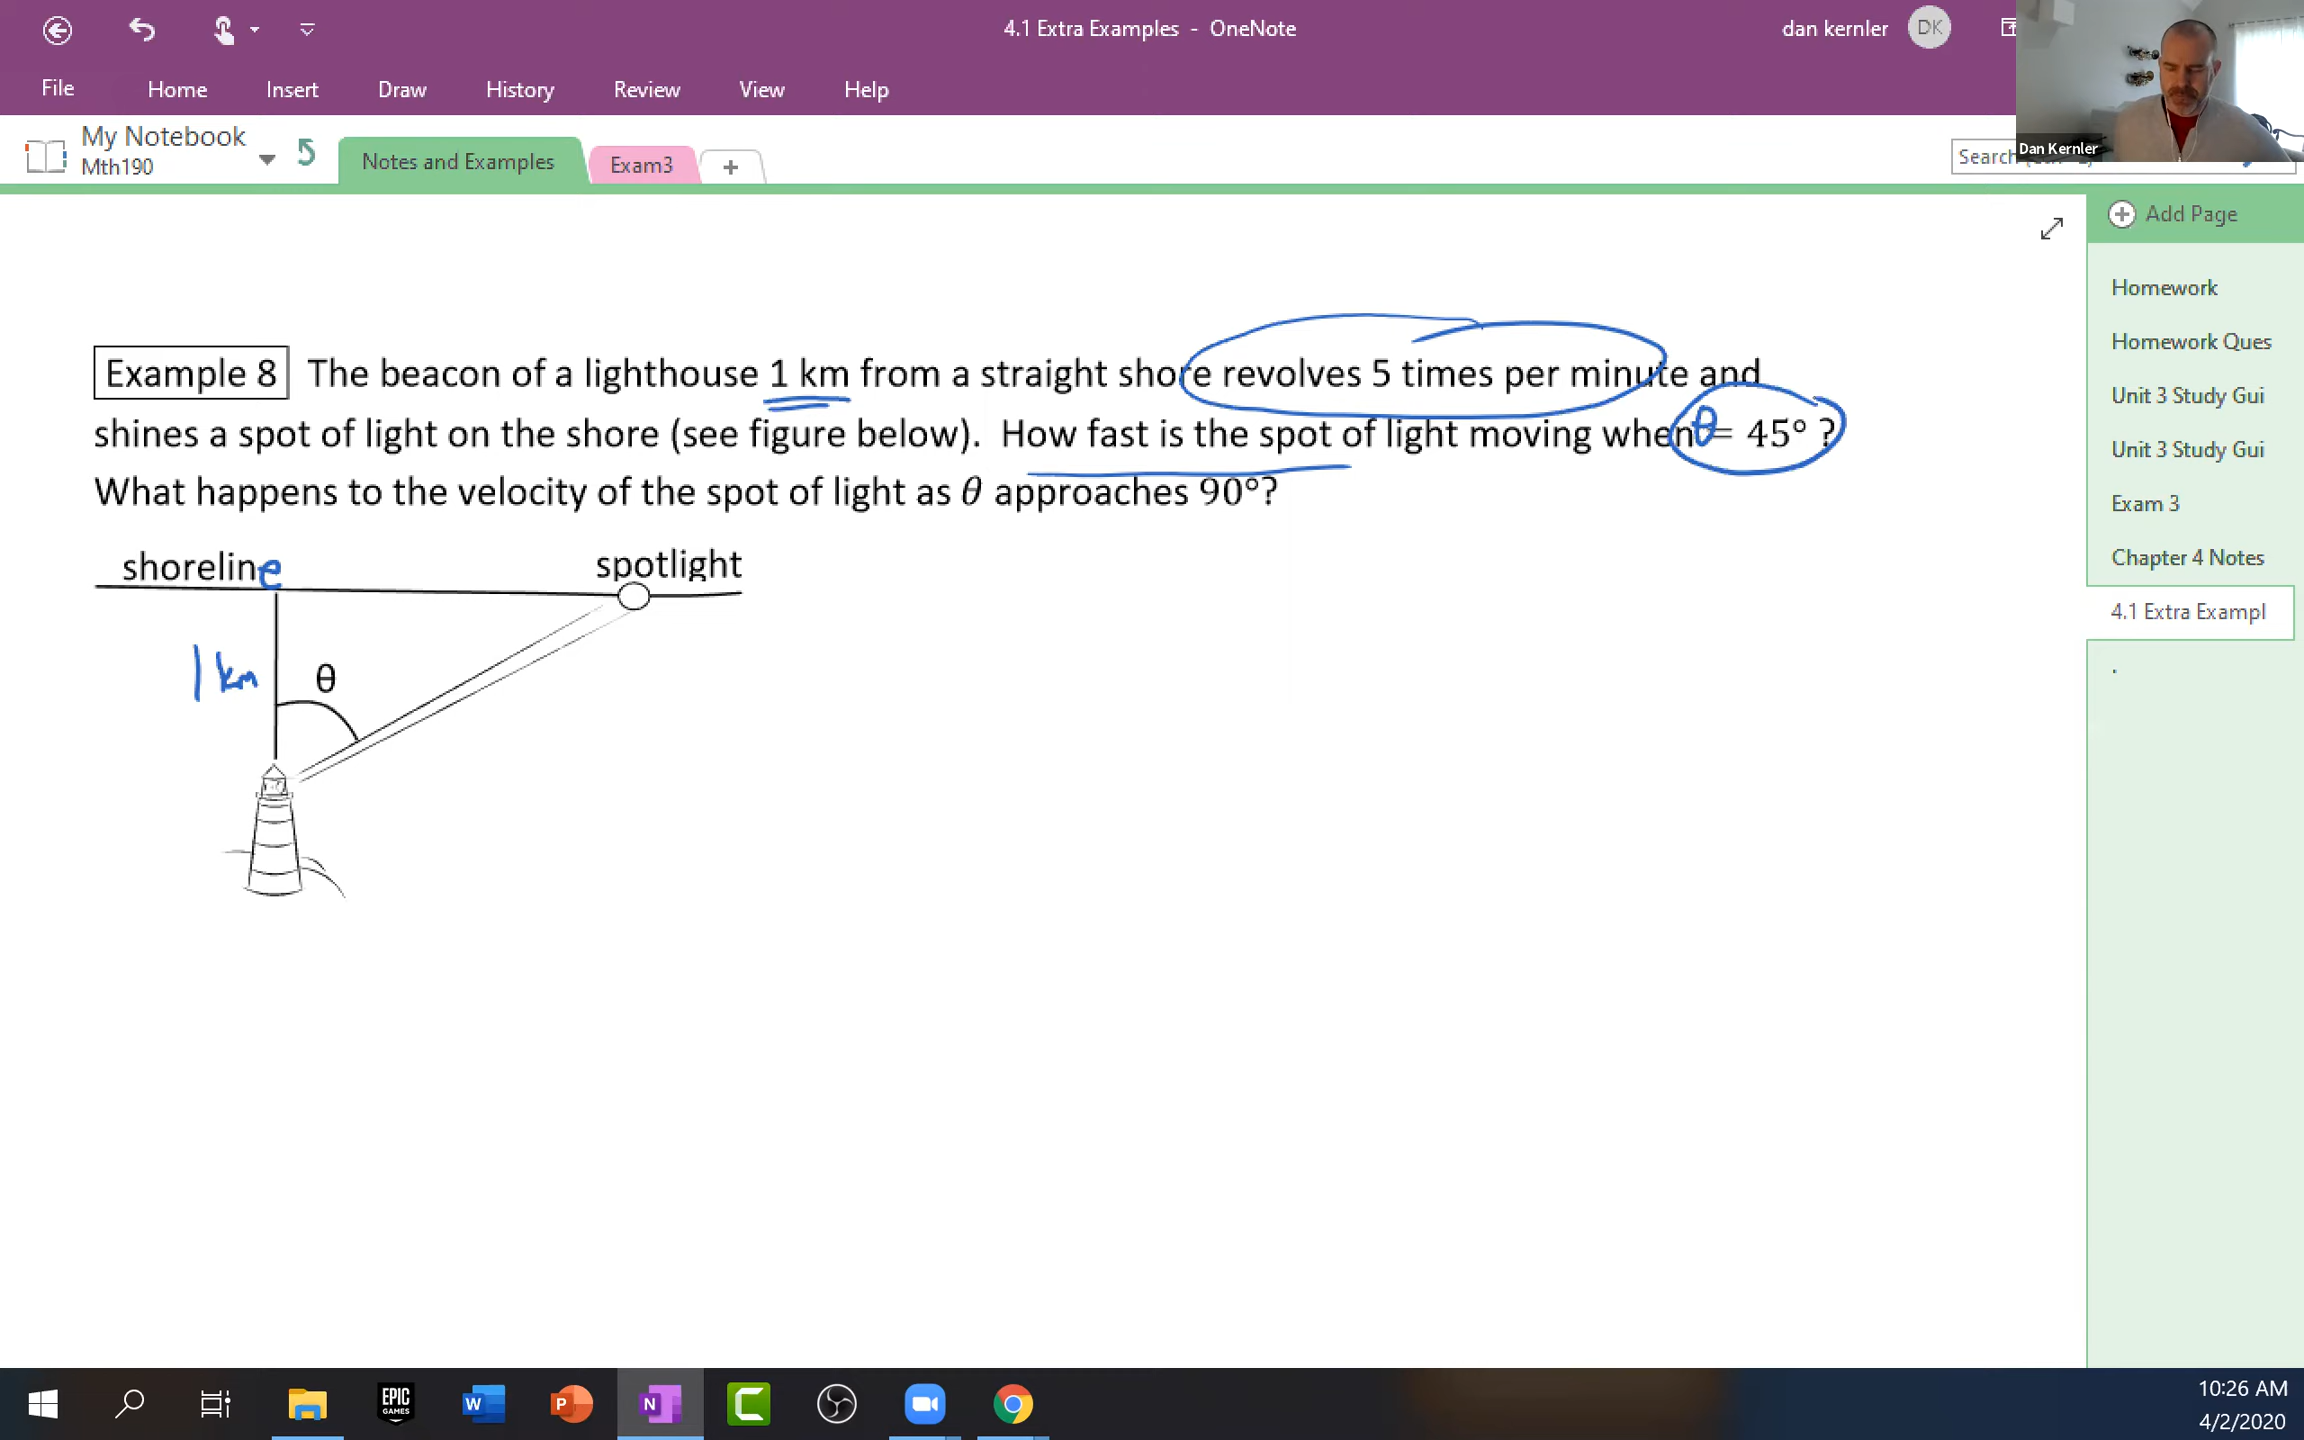 4.1 Extra Examples - OneNote
dan kernler
DK
File
Home
Insert
Draw
History
Review
View
Help
My Notebook
Mth190
Notes and Examples
Exam3
+
Search
Dan Kernler
Add Page
Homework
Homework Ques
Unit 3 Study Gui
Unit 3 Study Gui
Exam 3
Chapter 4 Notes
4.1 Extra Exampl
.
Example 8 The beacon of a lighthouse 1 km from a straight shore revolves 5 times per minute and
shines a spot of light on the shore (see figure below). How fast is the spot of light moving when θ = 45° ?
What happens to the velocity of the spot of light as θ approaches 90°?
shoreline
spotlight
1 km
θ
EPIC
GAMES
W
P
N
C
10:26 AM
4/2/2020